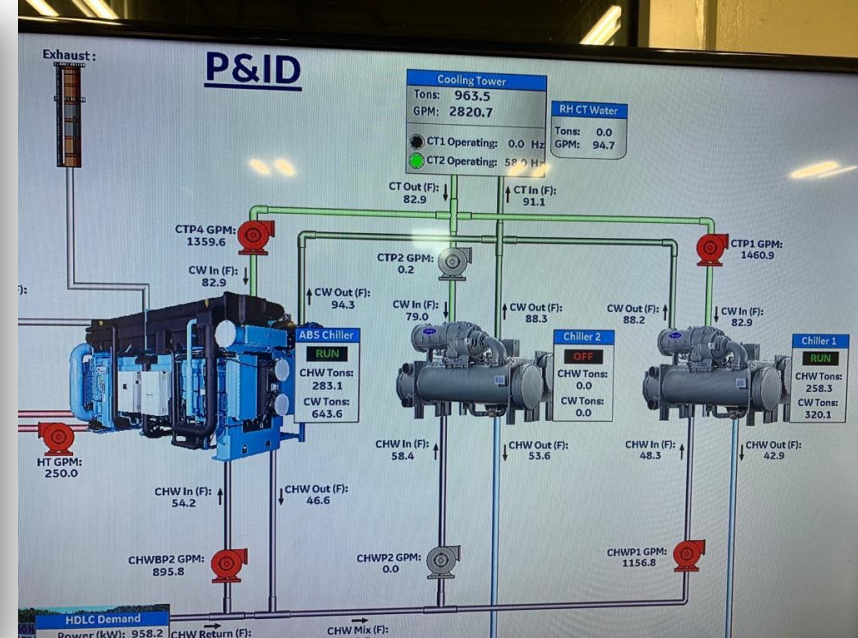 Exhaust:
P&ID
Cooling Tower
Tons: 963.5
GPM: 2820.7
CT1 Operating: 0.0 Hz
CT2 Operating: 58.0 Hz
RH CT Water
Tons: 0.0
GPM: 94.7
CT Out (F):
82.9
CT In (F):
91.1
CTP4 GPM:
1359.6
CTP2 GPM:
0.2
CTP1 GPM:
1460.9
CW In (F):
82.9
CW Out (F):
94.3
CW In (F):
79.0
CW Out (F):
88.3
CW Out (F):
88.2
CW In (F):
82.9
ABS Chiller
RUN
CHW Tons:
283.1
CW Tons:
643.6
Chiller 2
OFF
CHW Tons:
0.0
CW Tons:
0.0
Chiller 1
RUN
CHW Tons:
258.3
CW Tons:
320.1
HT GPM:
250.0
CHW In (F):
54.2
CHW Out (F):
46.6
CHW In (F):
58.4
CHW Out (F):
53.6
CHW In (F):
48.3
CHW Out (F):
42.9
CHWBP2 GPM:
895.8
CHWP2 GPM:
0.0
CHWP1 GPM:
1156.8
HDLC Demand
Power (kW): 958.2
CHW Return (F):
CHW Mix (F):